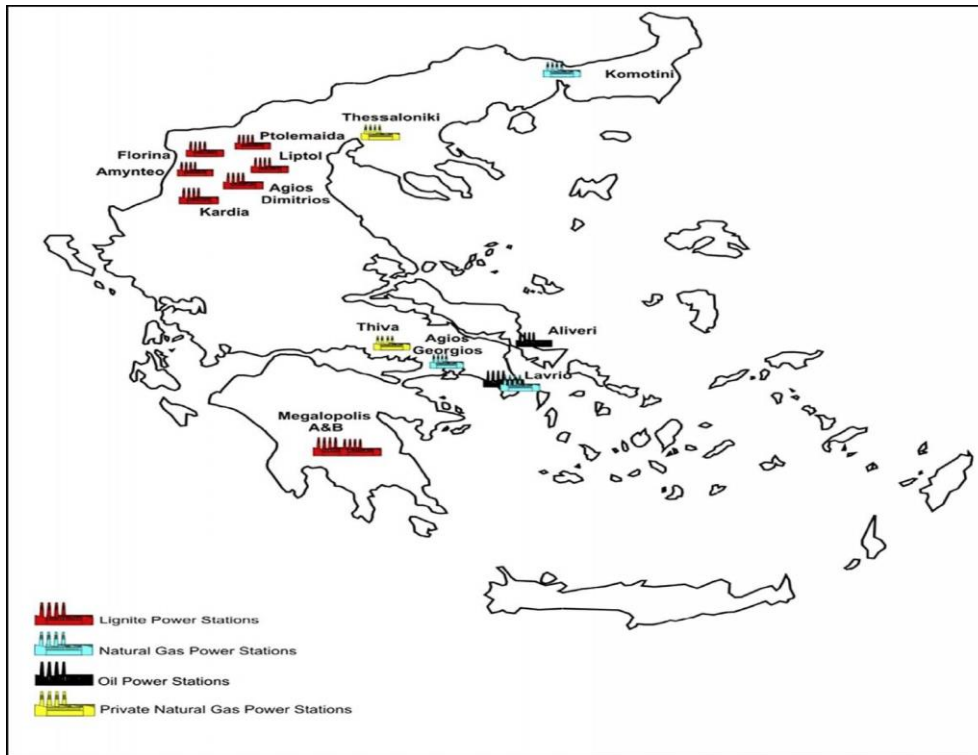 Komotini
Thessaloniki
Ptolemaida
Florina
Liptol
Amynteo
Agios
Dimitrios
Kardia
Thiva
Agios
Georgios
Aliveri
Lavrio
Megalopolis
A&B
Lignite Power Stations
Natural Gas Power Stations
Oil Power Stations
Private Natural Gas Power Stations